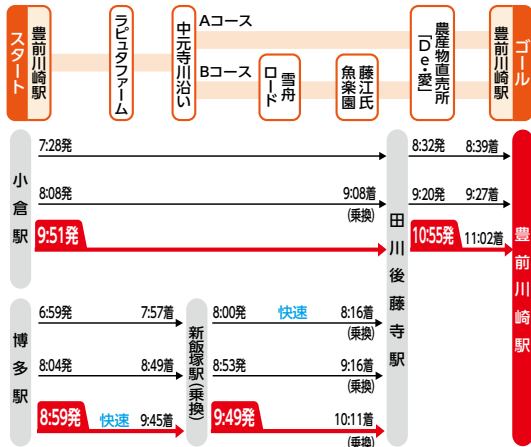 スタート
豊前川崎駅
ラピュタファーム
中元寺川沿い
Aコース
Bコース
雪舟
ロード
藤江氏
魚楽園
農産物直売所
「De・愛」
豊前川崎駅
ゴール
小倉駅
7:28発
8:32発 8:39着
8:08発 9:08着
(乗換)
9:20発 9:27着
9:51発
10:55発 11:02着
田川後藤寺駅
豊前川崎駅
博多駅
6:59発 7:57着
8:00発 快速 8:16着
(乗換)
新飯塚駅(乗換)
8:04発 8:49着
8:53発 9:16着
(乗換)
8:59発 快速 9:45着
9:49発 10:11着
(乗換)